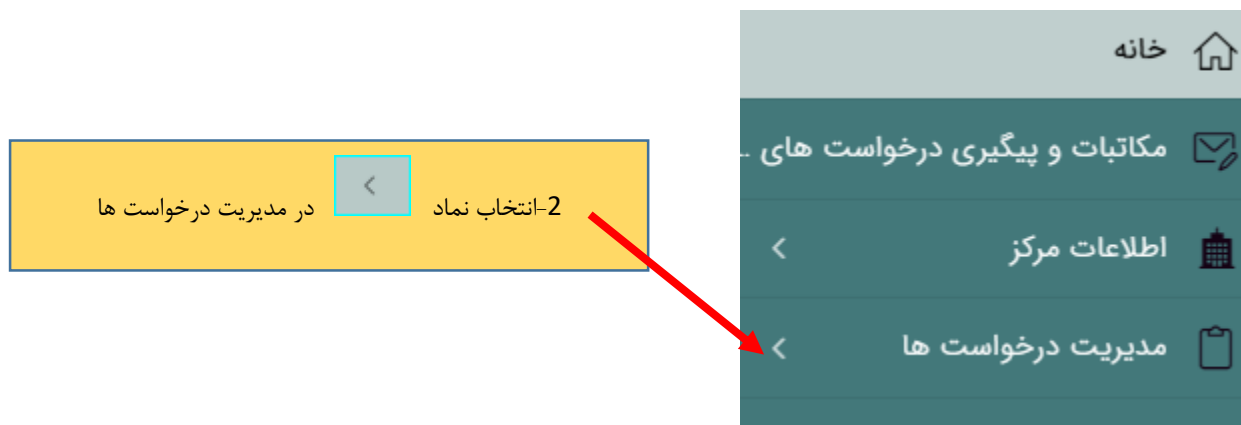 خانه
مکاتبات و پیگیری درخواست های ..
اطلاعات مرکز
مدیریت درخواست ها
2-انتخاب نماد > در مدیریت درخواست ها